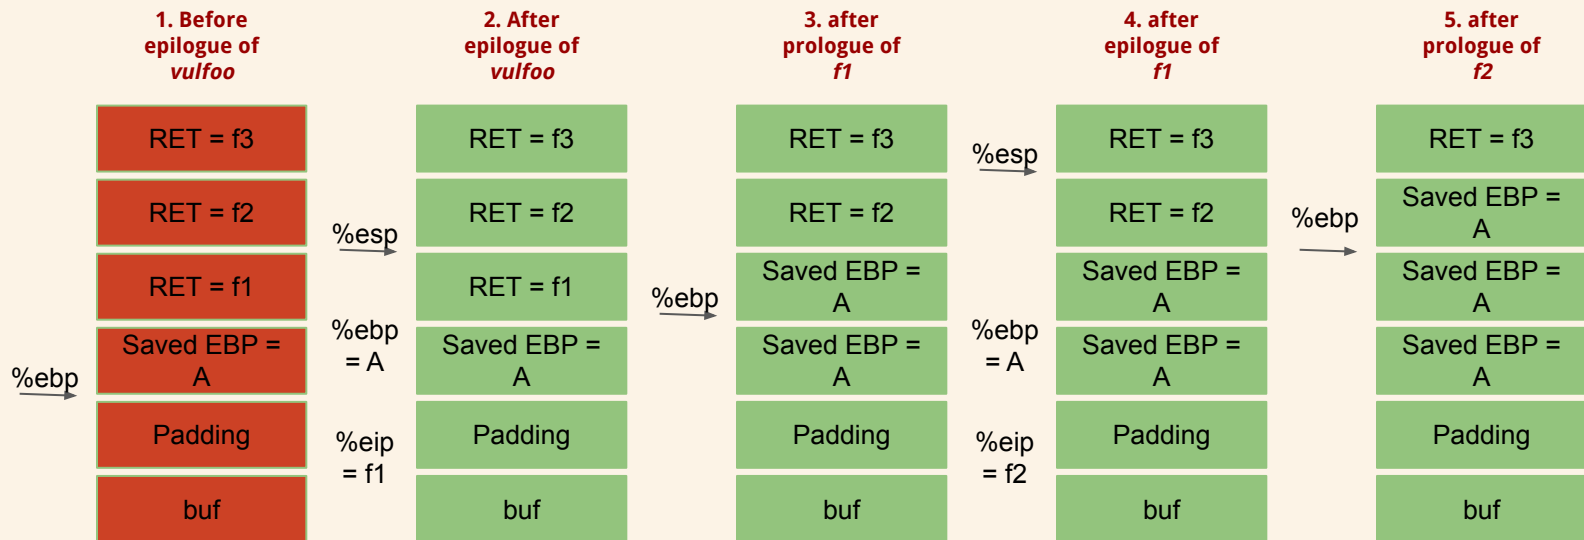 1. Before
epilogue of
vulfoo
2. After
epilogue of
vulfoo
3. after
prologue of
f1
4. after
epilogue of
f1
5. after
prologue of
f2
RET = f3
RET = f2
RET = f1
Saved EBP =
A
Padding
buf
%ebp
%esp
%ebp
= A
%eip
= f1
RET = f3
RET = f2
RET = f1
Saved EBP =
A
Padding
buf
%ebp
RET = f3
RET = f2
Saved EBP =
A
Saved EBP =
A
Padding
buf
%esp
%ebp
= A
%eip
= f2
RET = f3
RET = f2
Saved EBP =
A
Saved EBP =
A
Padding
buf
%ebp
RET = f3
Saved EBP =
A
Saved EBP =
A
Saved EBP =
A
Padding
buf